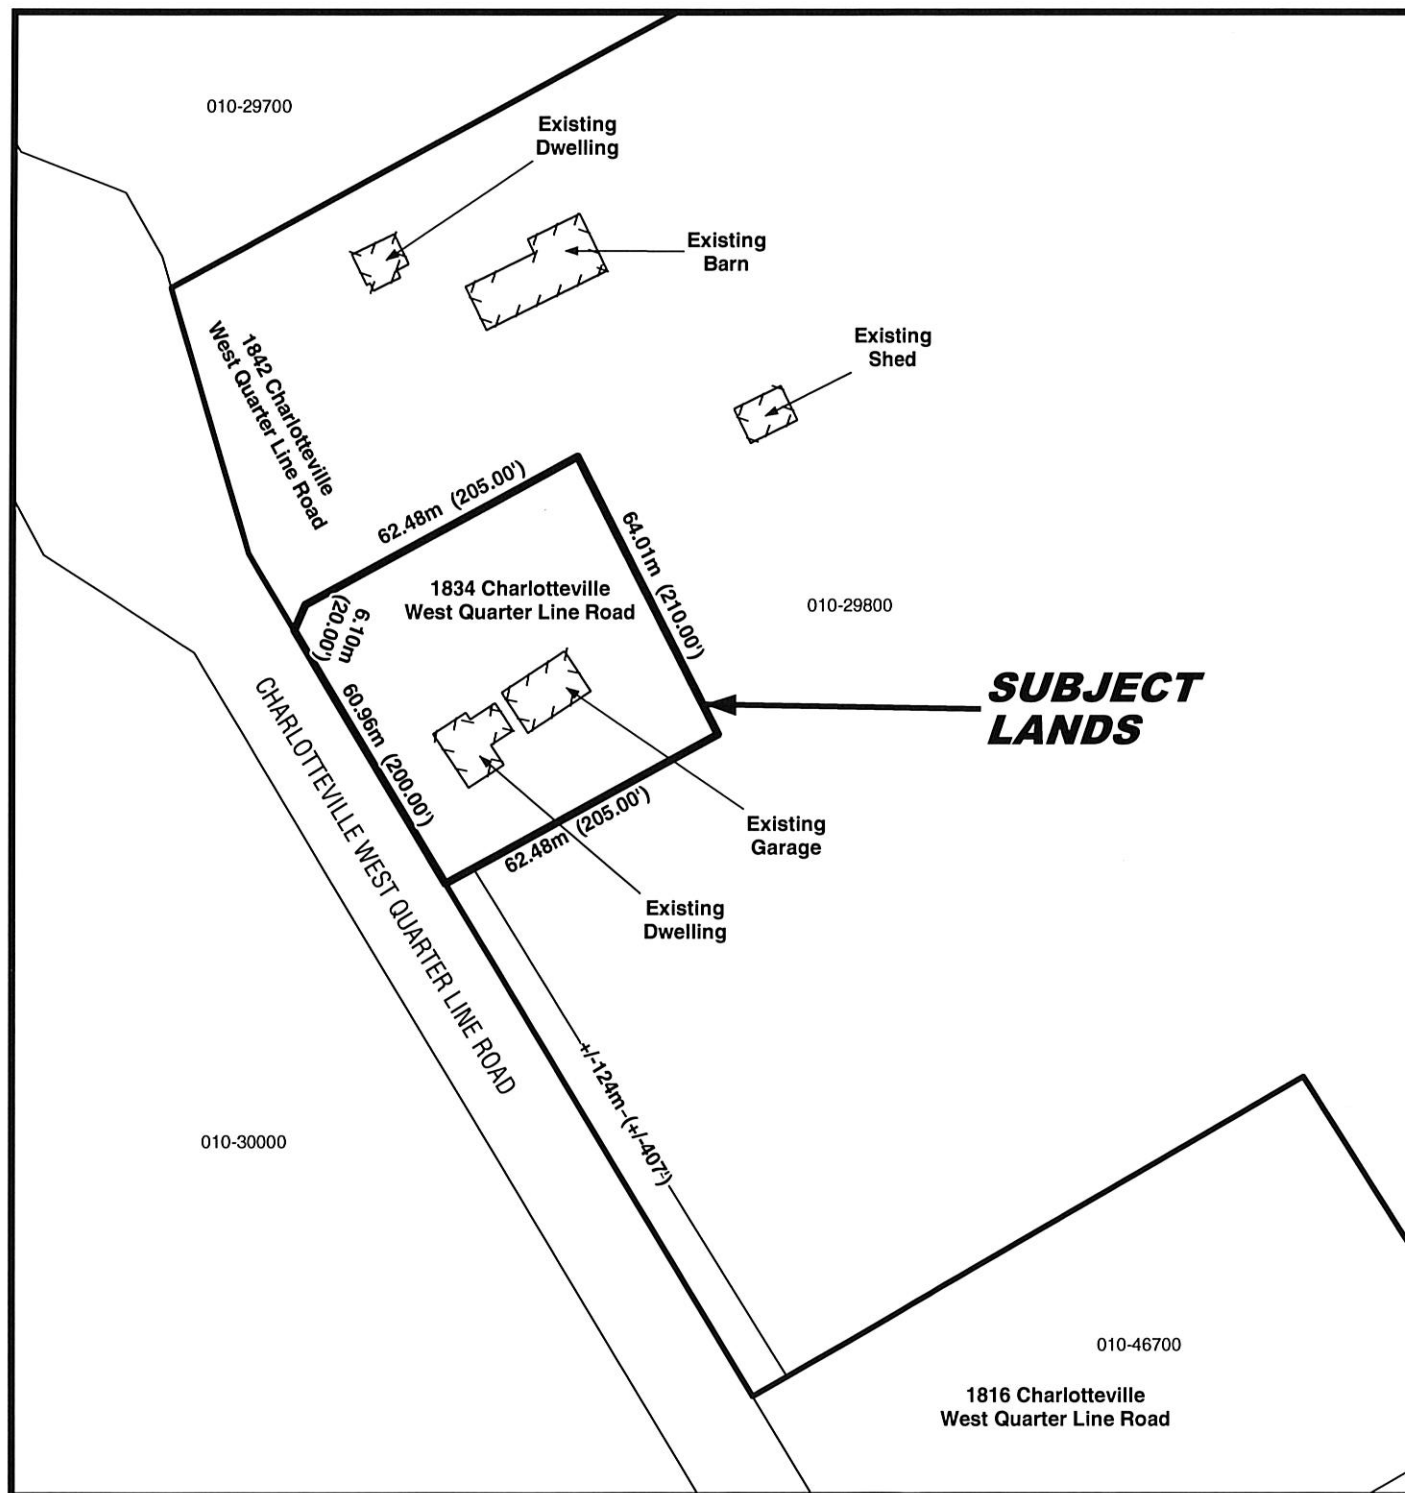 010-29700
Existing
Dwelling
Existing
Barn
Existing
Shed
1842 Charlotteville
West Quarter Line Road
62.48m (205.00')
64.01m (210.00')
1834 Charlotteville
West Quarter Line Road
010-29800
6.10m
(20.00')
60.96m (200.00')
SUBJECT
LANDS
CHARLOTTEVILLE WEST QUARTER LINE ROAD
62.48m (205.00')
Existing
Garage
Existing
Dwelling
+/-124m (+/-407')
010-30000
010-46700
1816 Charlotteville
West Quarter Line Road